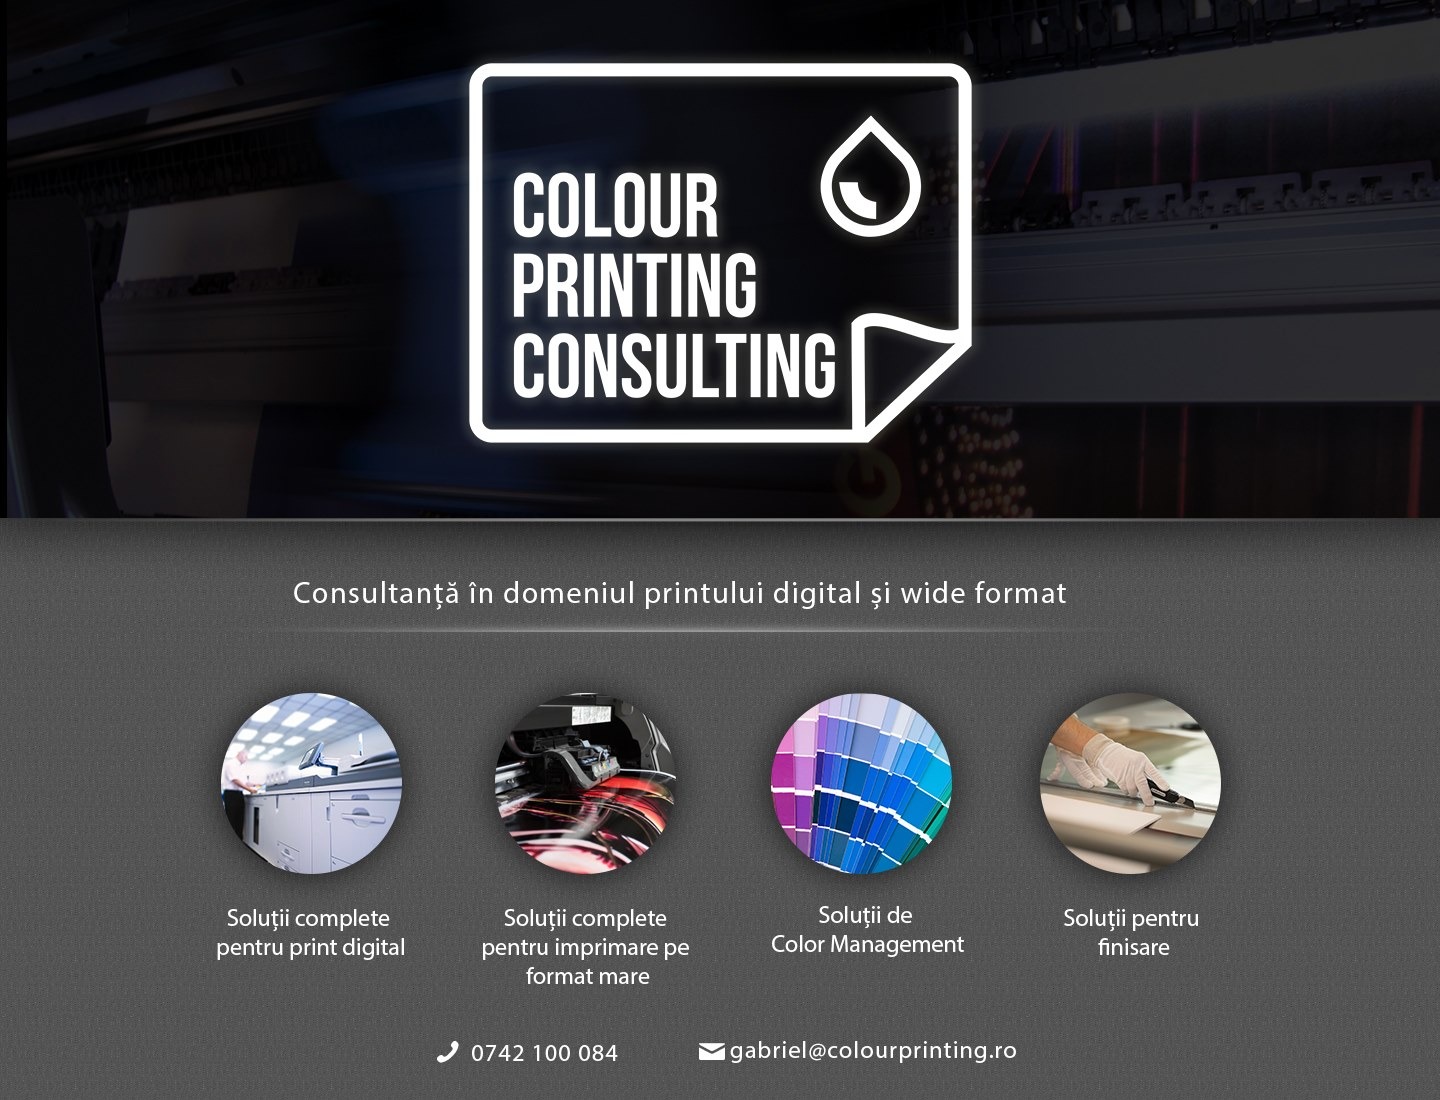 COLOUR
PRINTING
CONSULTING
Consultanță în domeniul printului digital și wide format
Soluții complete
pentru print digital
Soluții complete
pentru imprimare pe
format mare
Soluții de
Color Management
Soluții pentru
finisare
0742 100 084
gabriel@colourprinting.ro